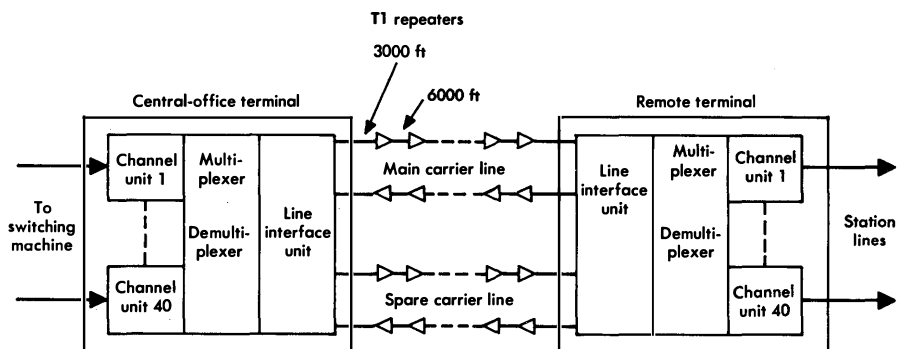 T1 repeaters
3000 ft
6000 ft
Central-office terminal
Remote terminal
Channel
unit 1
Multi-
plexer
Demulti-
plexer
Line
interface
unit
Main carrier line
Line
interface
unit
Multi-
plexer
Demulti-
plexer
Channel
unit 1
To
switching
machine
Station
lines
Channel
unit 40
Spare carrier line
Channel
unit 40